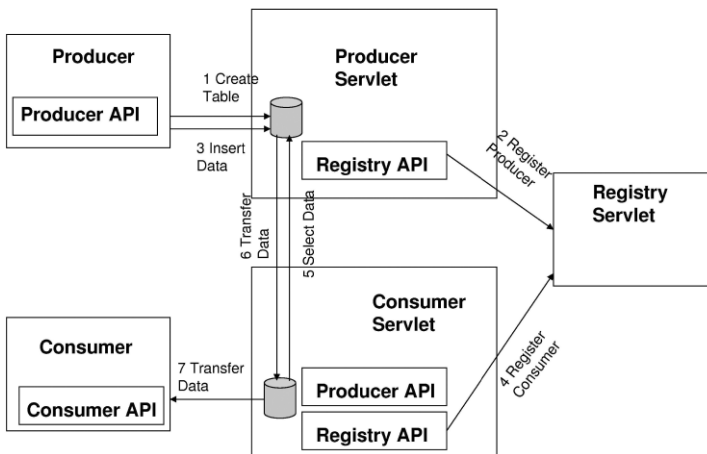 Producer
Producer API
1 Create
Table
3 Insert
Data
Producer
Servlet
Registry API
2 Register
Producer
Registry
Servlet
6 Transfer
Data
5 Select Data
Consumer
Servlet
Consumer
Consumer API
7 Transfer
Data
Producer API
Registry API
4 Register
Consumer